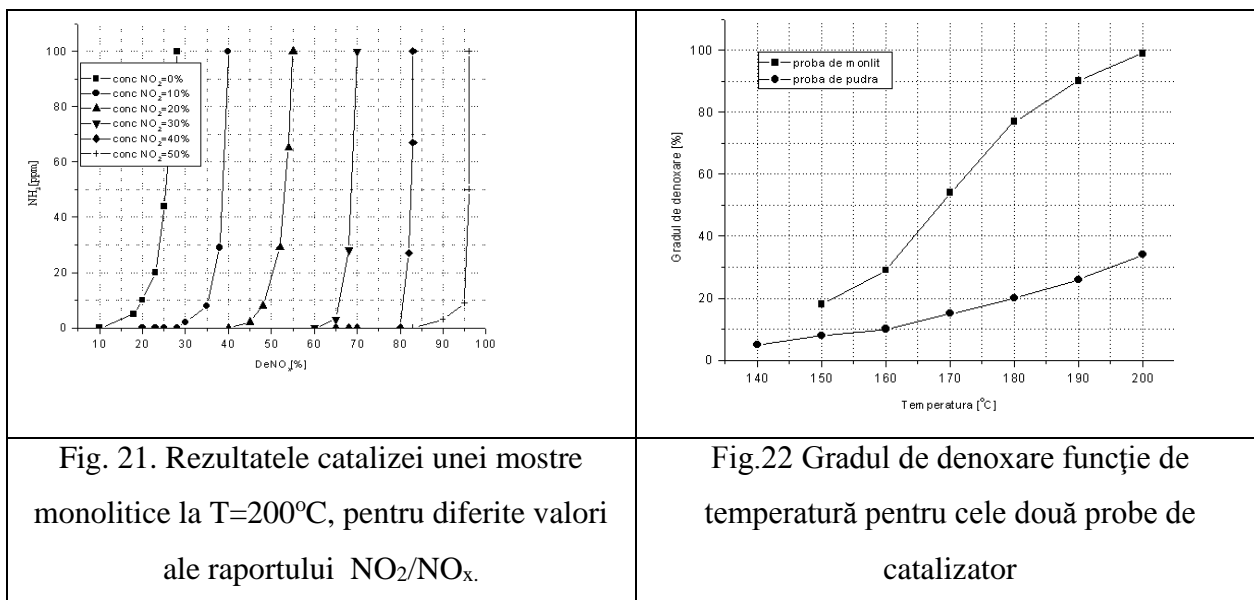 100
80
60
40
20
0
NH3[ppm]
conc NO2=0%
conc NO2=10%
conc NO2=20%
conc NO2=30%
conc NO2=40%
conc NO2=50%
10 20 30 40 50 60 70 80 90 100
DeNOx[%]
100
80
60
40
20
0
Gradul de denoxare [%]
proba de monlit
proba de pudra
140 150 160 170 180 190 200
Temperatura [°C]
Fig. 21. Rezultatele catalizei unei mostre
monolitice la T=200°C, pentru diferite valori
ale raportului NO2/NOx.
Fig.22 Gradul de denoxare funcţie de
temperatură pentru cele două probe de
catalizator